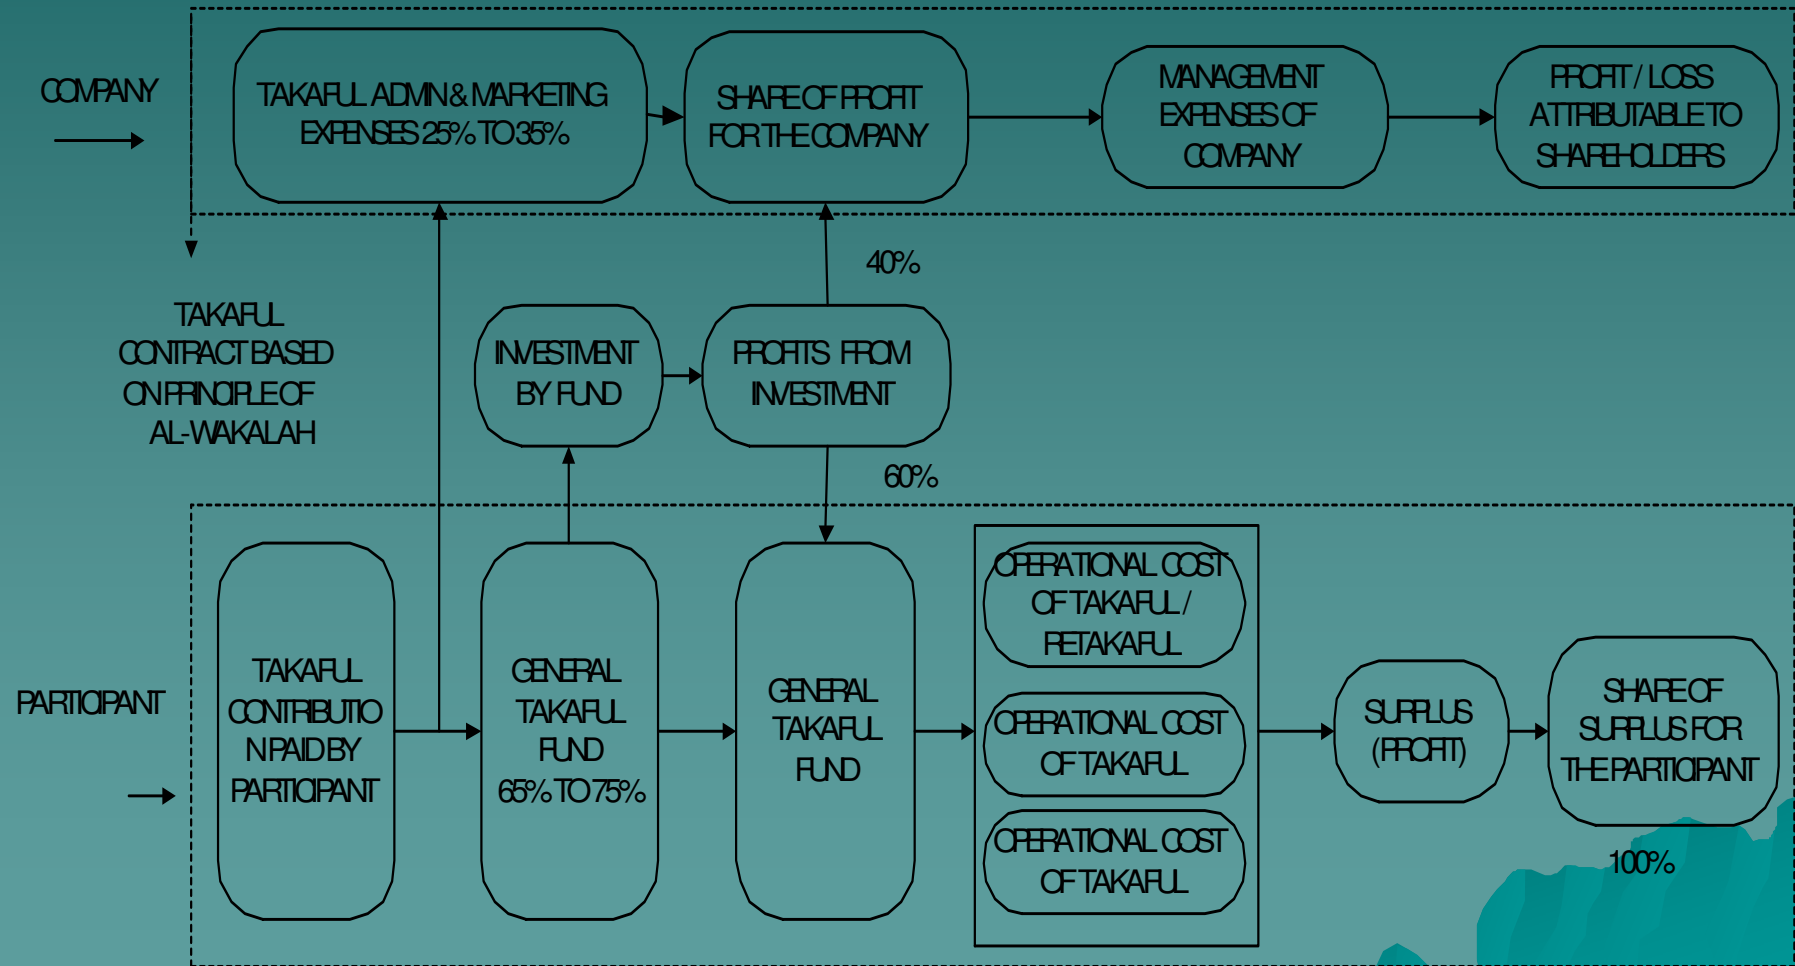 COMPANY
TAKAFUL ADMIN & MARKETING
EXPENSES 25% TO 35%
SHARE OF PROFIT
FOR THE COMPANY
MANAGEMENT
EXPENSES OF
COMPANY
PROFIT / LOSS
ATTRIBUTABLE TO
SHAREHOLDERS
40%
TAKAFUL
CONTRACT BASED
ON PRINCIPLE OF
AL-WAKALAH
INVESTMENT
BY FUND
PROFITS FROM
INVESTMENT
60%
PARTICIPANT
TAKAFUL
CONTRIBUTIO
N PAID BY
PARTICIPANT
GENERAL
TAKAFUL
FUND
65% TO 75%
GENERAL
TAKAFUL
FUND
OPERATIONAL COST
OF TAKAFUL /
RETAKAFUL
OPERATIONAL COST
OF TAKAFUL
OPERATIONAL COST
OF TAKAFUL
SURPLUS
(PROFIT)
SHARE OF
SURPLUS FOR
THE PARTICIPANT
100%